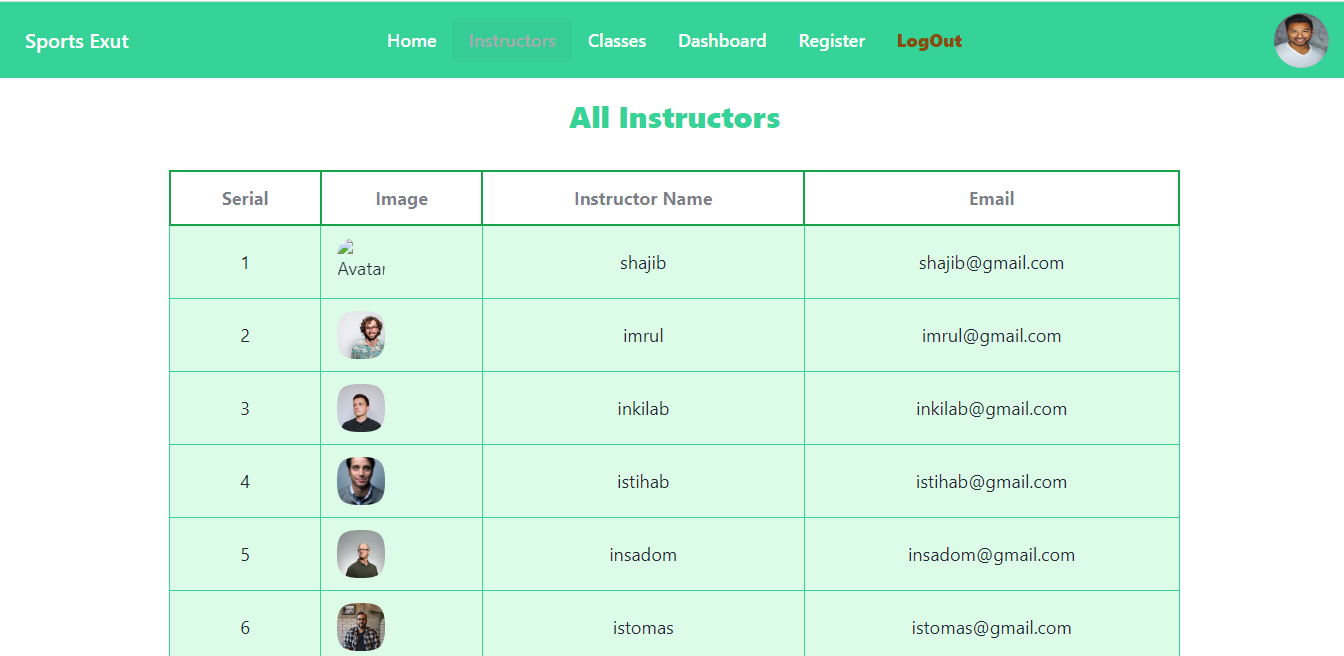 Sports Exut Home Instructors Classes Dashboard Register LogOut
All Instructors
Serial Image Instructor Name Email
1 Avatar shajib shajib@gmail.com
2 imrul imrul@gmail.com
3 inkilab inkilab@gmail.com
4 istihab istihab@gmail.com
5 insadom insadom@gmail.com
6 istomas istomas@gmail.com